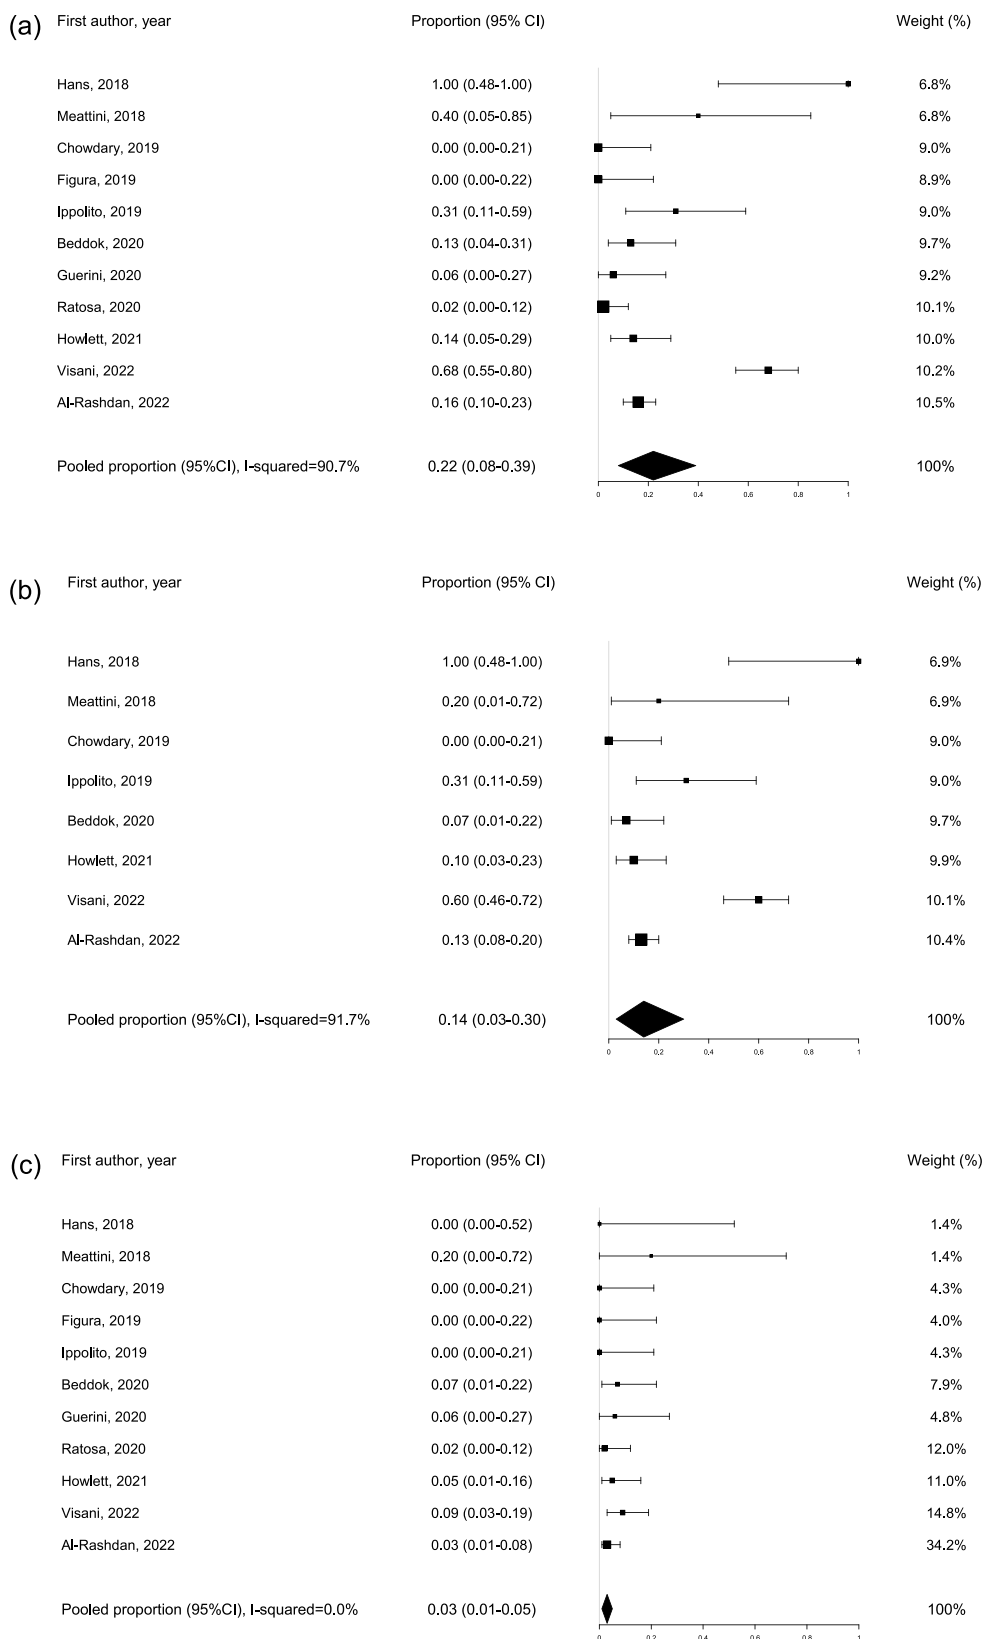 (a) First author, year Proportion (95% CI) Weight (%)
Hans, 2018 1.00 (0.48-1.00) 6.8%
Meattini, 2018 0.40 (0.05-0.85) 6.8%
Chowdary, 2019 0.00 (0.00-0.21) 9.0%
Figura, 2019 0.00 (0.00-0.22) 8.9%
Ippolito, 2019 0.31 (0.11-0.59) 9.0%
Beddok, 2020 0.13 (0.04-0.31) 9.7%
Guerini, 2020 0.06 (0.00-0.27) 9.2%
Ratosa, 2020 0.02 (0.00-0.12) 10.1%
Howlett, 2021 0.14 (0.05-0.29) 10.0%
Visani, 2022 0.68 (0.55-0.80) 10.2%
Al-Rashdan, 2022 0.16 (0.10-0.23) 10.5%
Pooled proportion (95%CI), I-squared=90.7% 0.22 (0.08-0.39) 100%
0 0.2 0.4 0.6 0.8 1
(b) First author, year Proportion (95% CI) Weight (%)
Hans, 2018 1.00 (0.48-1.00) 6.9%
Meattini, 2018 0.20 (0.01-0.72) 6.9%
Chowdary, 2019 0.00 (0.00-0.21) 9.0%
Ippolito, 2019 0.31 (0.11-0.59) 9.0%
Beddok, 2020 0.07 (0.01-0.22) 9.7%
Howlett, 2021 0.10 (0.03-0.23) 9.9%
Visani, 2022 0.60 (0.46-0.72) 10.1%
Al-Rashdan, 2022 0.13 (0.08-0.20) 10.4%
Pooled proportion (95%CI), I-squared=91.7% 0.14 (0.03-0.30) 100%
0 0.2 0.4 0.6 0.8 1
(c) First author, year Proportion (95% CI) Weight (%)
Hans, 2018 0.00 (0.00-0.52) 1.4%
Meattini, 2018 0.20 (0.00-0.72) 1.4%
Chowdary, 2019 0.00 (0.00-0.21) 4.3%
Figura, 2019 0.00 (0.00-0.22) 4.0%
Ippolito, 2019 0.00 (0.00-0.21) 4.3%
Beddok, 2020 0.07 (0.01-0.22) 7.9%
Guerini, 2020 0.06 (0.00-0.27) 4.8%
Ratosa, 2020 0.02 (0.00-0.12) 12.0%
Howlett, 2021 0.05 (0.01-0.16) 11.0%
Visani, 2022 0.09 (0.03-0.19) 14.8%
Al-Rashdan, 2022 0.03 (0.01-0.08) 34.2%
Pooled proportion (95%CI), I-squared=0.0% 0.03 (0.01-0.05) 100%
0 0.2 0.4 0.6 0.8 1